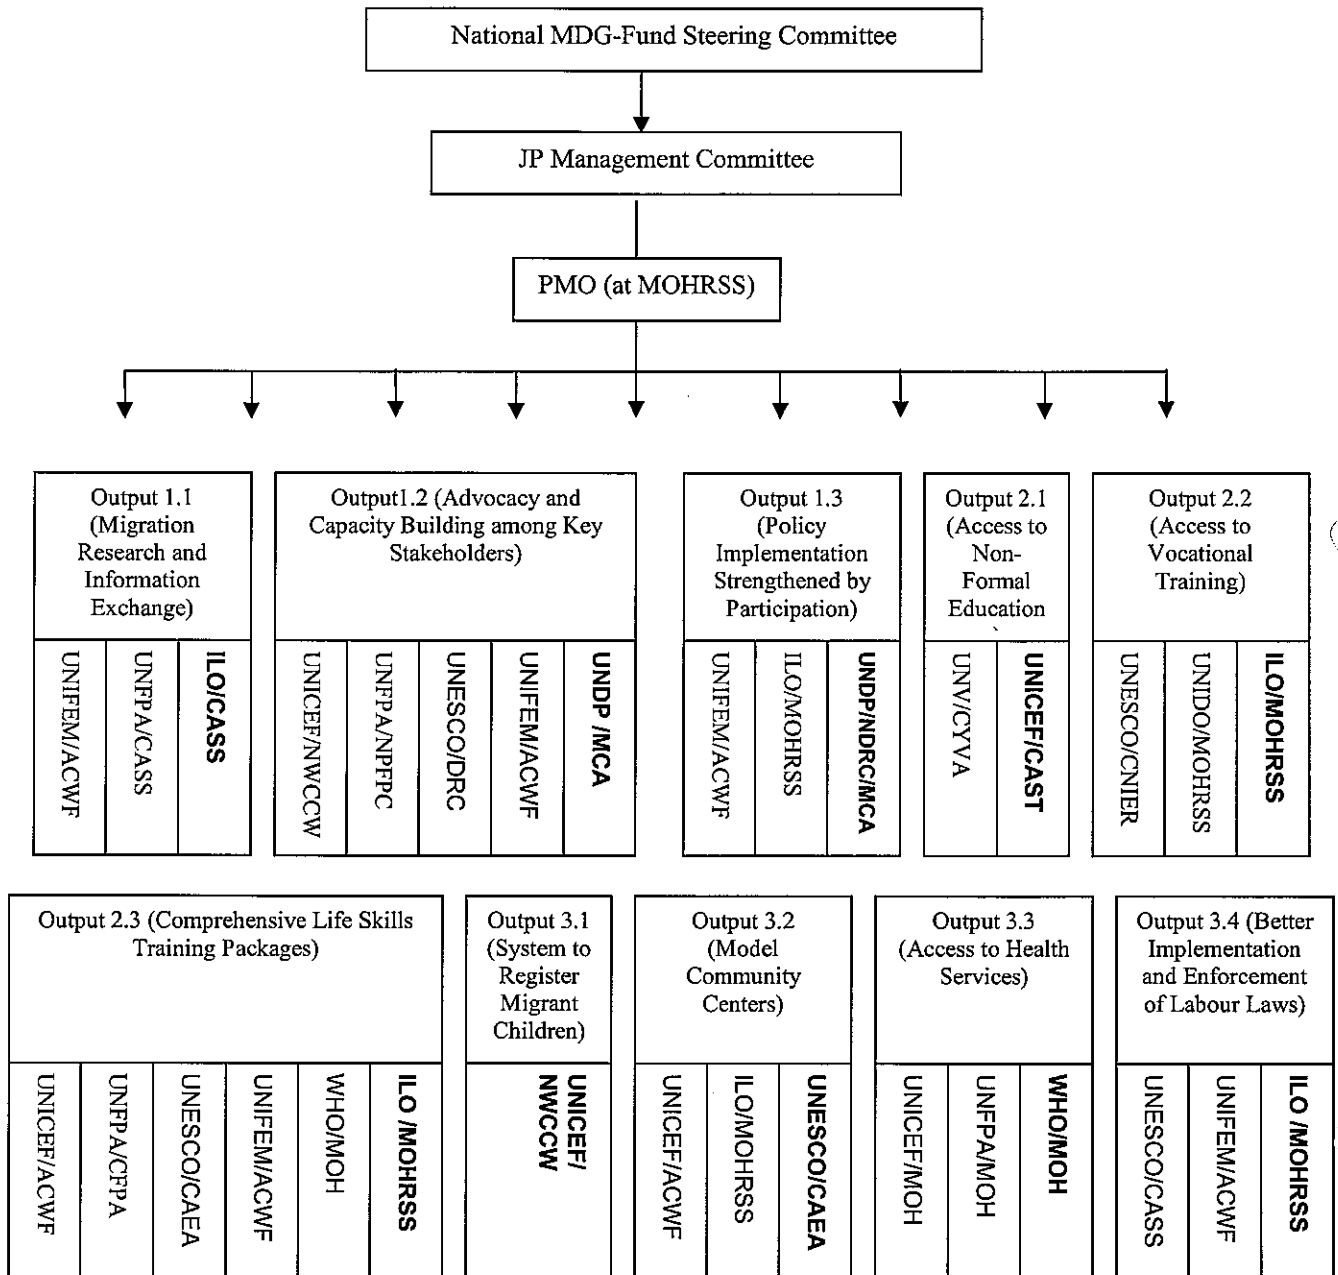 National MDG-Fund Steering Committee
JP Management Committee
PMO (at MOHRSS)
Output 1.1
(Migration
Research and
Information
Exchange)
UNIFEM/ACWF
UNFPA/CASS
ILO/CASS
Output1.2 (Advocacy and
Capacity Building among Key
Stakeholders)
UNICEF/NWCCW
UNFPA/NPFPC
UNESCO/DRC
UNIFEM/ACWF
UNDP /MCA
Output 1.3
(Policy
Implementation
Strengthened by
Participation)
UNIFEM/ACWF
ILO/MOHRSS
UNDP/NDRC/MCA
Output 2.1
(Access to
Non-
Formal
Education
UNV/CYVA
UNICEF/CAST
Output 2.2
(Access to
Vocational
Training)
UNESCO/CNIER
UNIDO/MOHRSS
ILO/MOHRSS
Output 2.3 (Comprehensive Life Skills
Training Packages)
UNICEF/ACWF
UNFPA/CFPA
UNESCO/CAEA
UNIFEM/ACWF
WHO/MOH
ILO /MOHRSS
Output 3.1
(System to
Register
Migrant
Children)
UNICEF/
NWCCW
Output 3.2
(Model
Community
Centers)
UNICEF/ACWF
ILO/MOHRSS
UNESCO/CAEA
Output 3.3
(Access to Health
Services)
UNICEF/MOH
UNFPA/MOH
WHO/MOH
Output 3.4 (Better
Implementation
and Enforcement
of Labour Laws)
UNESCO/CASS
UNIFEM/ACWF
ILO /MOHRSS